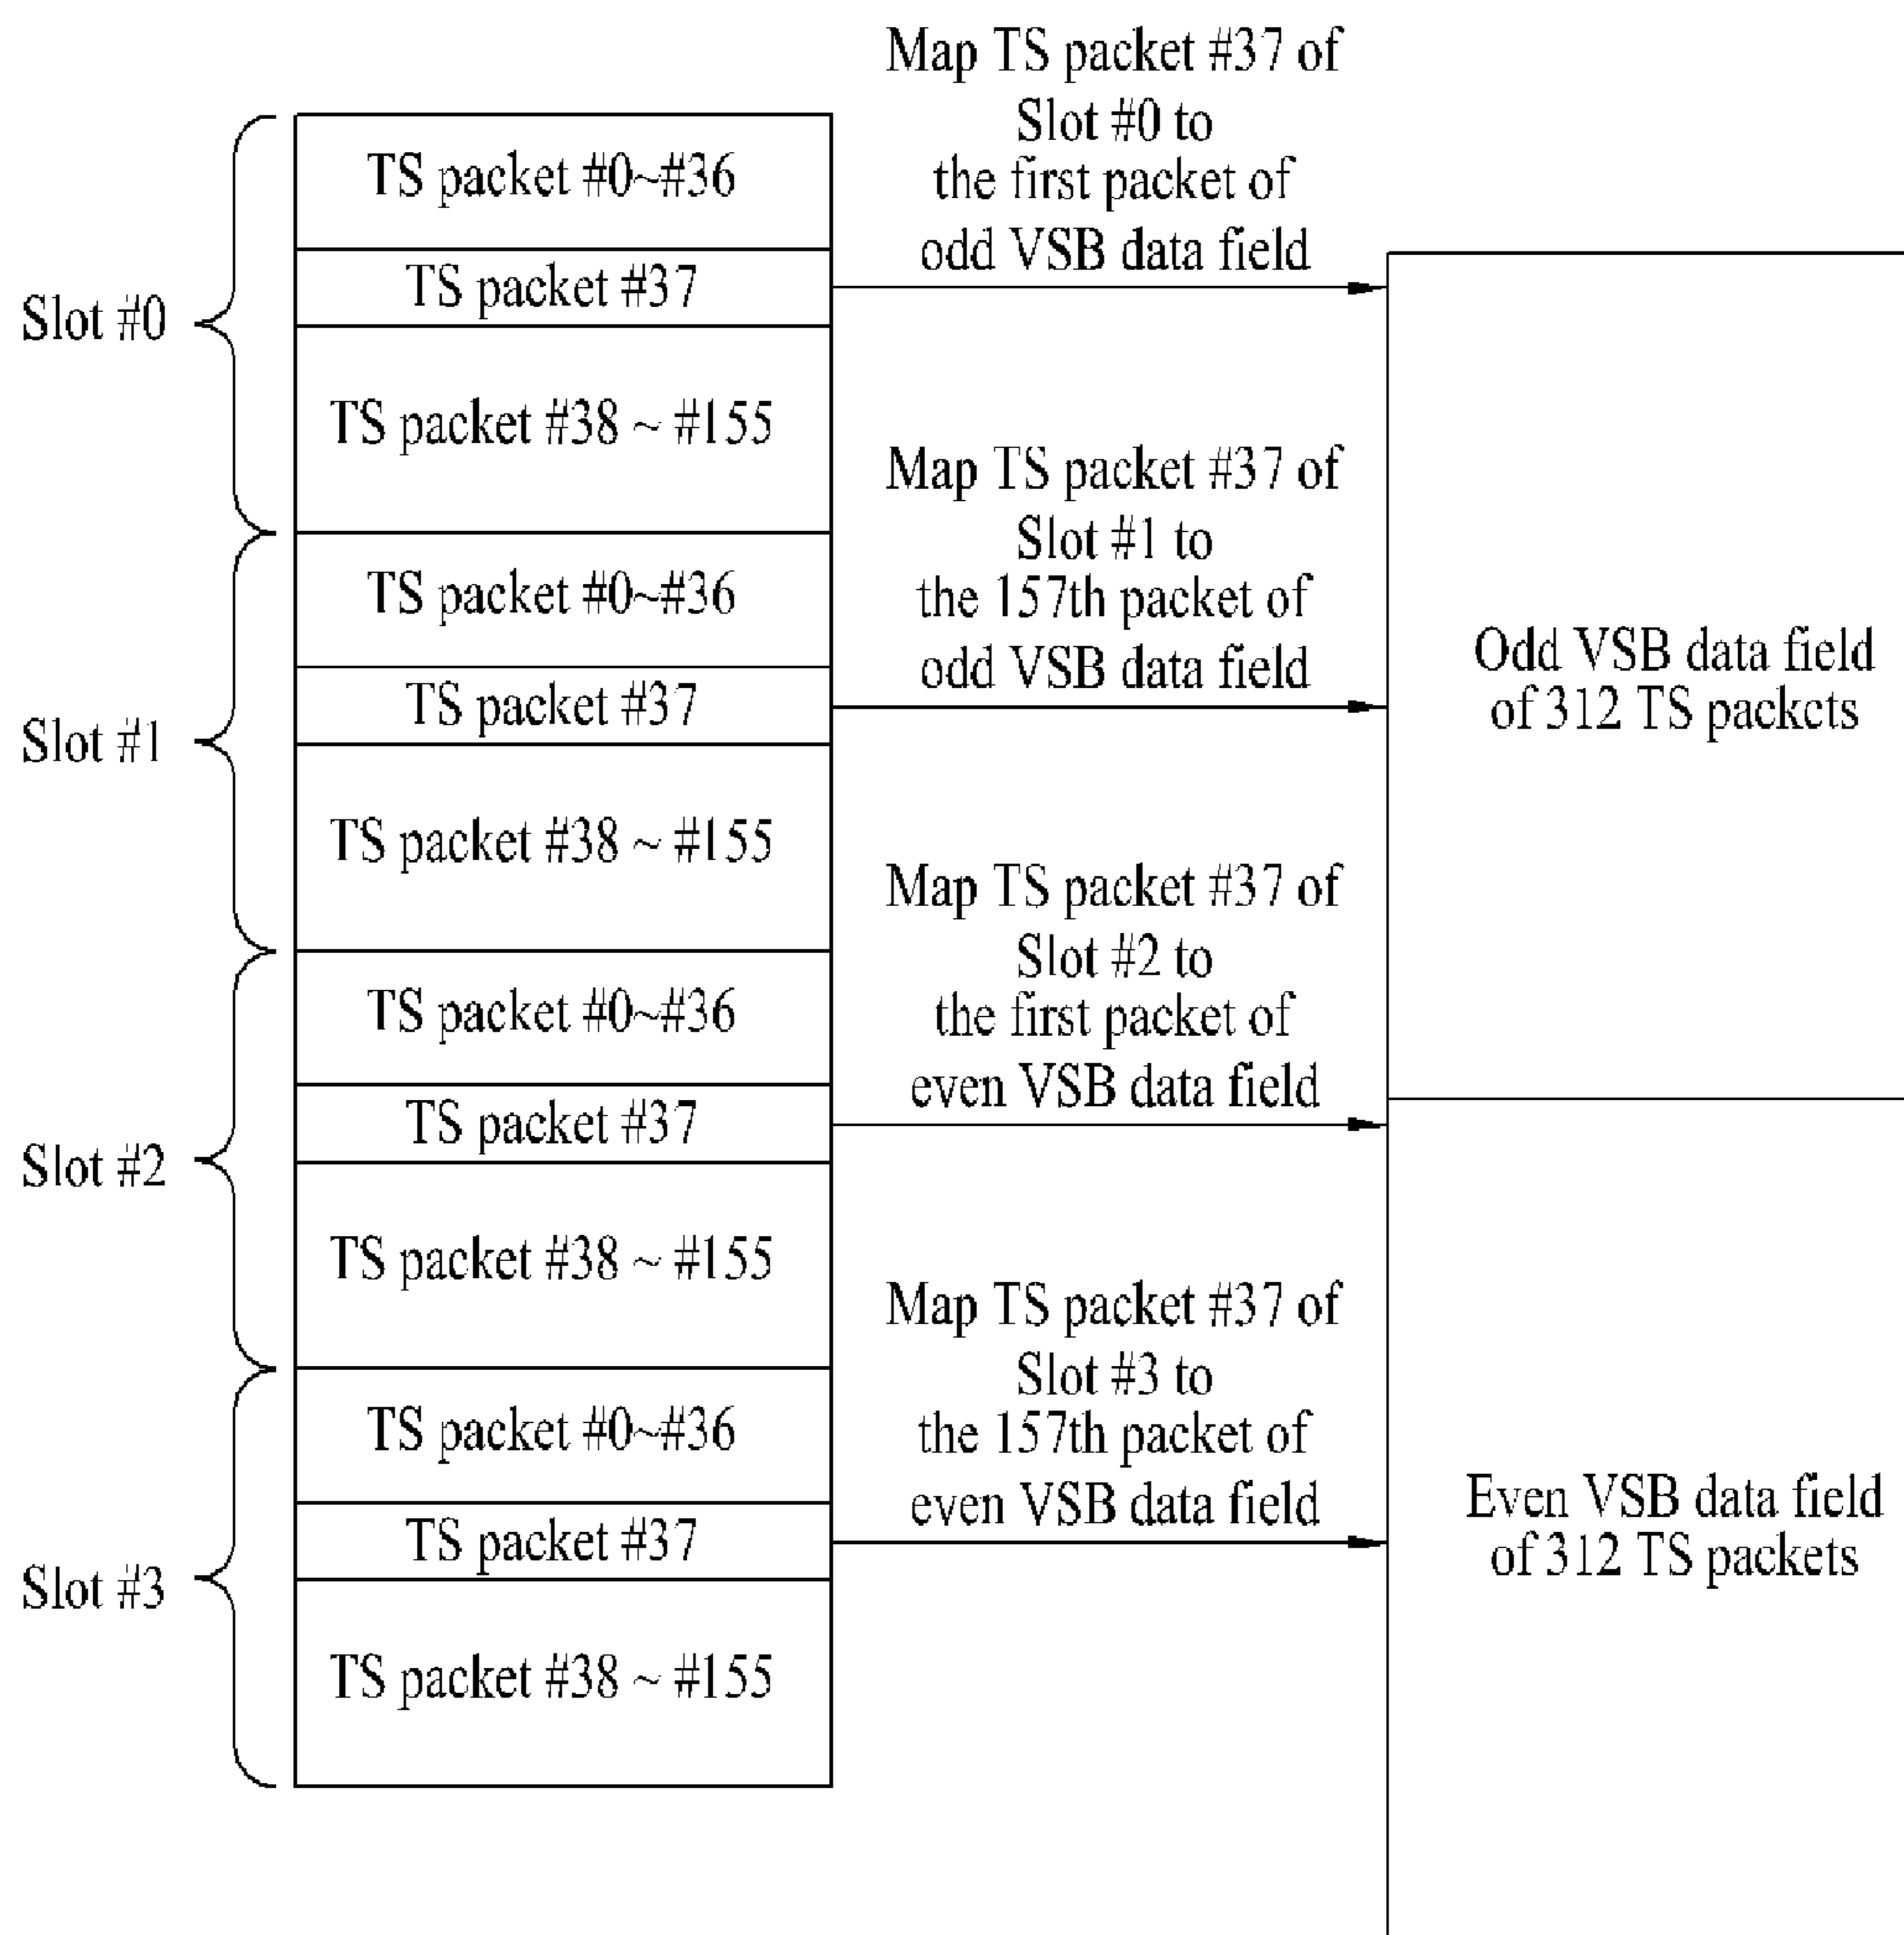 Map TS packet #37 of
Slot #0 to
the first packet of
odd VSB data field
TS packet #0~#36
TS packet #37
Slot #0
TS packet #38 ~ #155
Map TS packet #37 of
Slot #1 to
the 157th packet of
odd VSB data field
TS packet #0~#36
TS packet #37
Slot #1
TS packet #38 ~ #155
Odd VSB data field
of 312 TS packets
Map TS packet #37 of
Slot #2 to
the first packet of
even VSB data field
TS packet #0~#36
TS packet #37
Slot #2
TS packet #38 ~ #155
Map TS packet #37 of
Slot #3 to
the 157th packet of
even VSB data field
TS packet #0~#36
TS packet #37
Slot #3
TS packet #38 ~ #155
Even VSB data field
of 312 TS packets